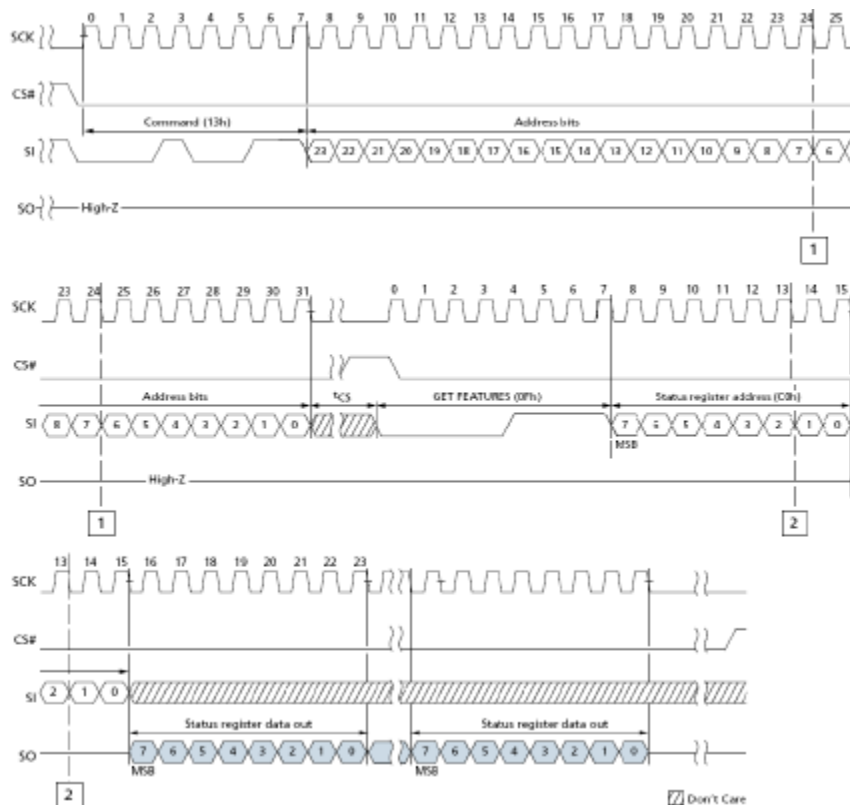 0 1 2 3 4 5 6 7 8 9 10 11 12 13 14 15 16 17 18 19 20 21 22 23 24 25
SCK
CS#
Command (13h) Address bits
SI 23 22 21 20 19 18 17 16 15 14 13 12 11 10 9 8 7 6
SO High-Z
1
23 24 25 26 27 28 29 30 31 0 1 2 3 4 5 6 7 8 9 10 11 12 13 14 15
SCK
CS#
Address bits tCS GET FEATURES (0Fh) Status register address (C0h)
SI 8 7 6 5 4 3 2 1 0 7 6 5 4 3 2 1 0
MSB
SO High-Z
1 2
13 14 15 16 17 18 19 20 21 22 23
SCK
CS#
SI 2 1 0
Status register data out Status register data out
SO 7 6 5 4 3 2 1 0 7 6 5 4 3 2 1 0
MSB MSB
2
Don't Care